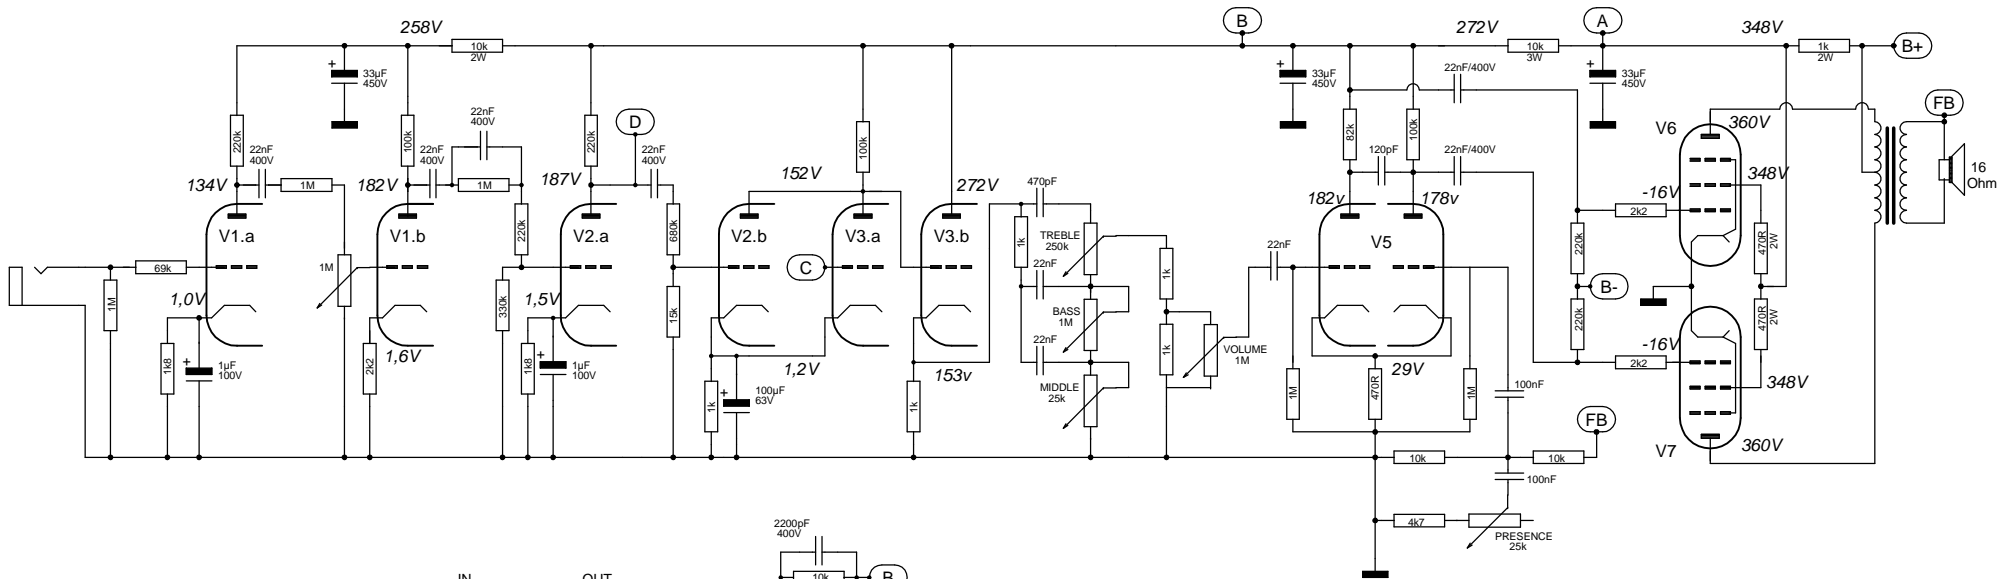 258V
10k
2W
B
272V
10k
3W
A
348V
1k
2W
B+
+
33µF
450V
+
33µF
450V
22nF/400V
+
33µF
450V
FB
220k
22nF
400V
100k
22nF
400V
22nF
400V
220k
D
22nF
400V
100k
82k
100k
120pF
22nF/400V
V6
360V
16
Ohm
134V
1M
182V
1M
187V
152V
272V
470pF
182v
178v
-16V
348V
2k2
V1.a
V1.b
220k
V2.a
680k
V2.b
V3.a
V3.b
1k
TREBLE
250k
V5
220k
470R
2W
69k
1M
C
22nF
1k
22nF
B-
1M
1,0V
330k
1,5V
15k
BASS
1M
1k
VOLUME
1M
220k
470R
2W
1k8
+
1µF
100V
2k2
1,6V
1k8
+
1µF
100V
1k
+
100µF
63V
1,2V
153v
1k
22nF
MIDDLE
25k
1M
470R
29V
1M
100nF
-16V
2k2
348V
FB
V7
360V
10k
10k
100nF
4k7
PRESENCE
25k
2200pF
400V
10k
B
IN
OUT